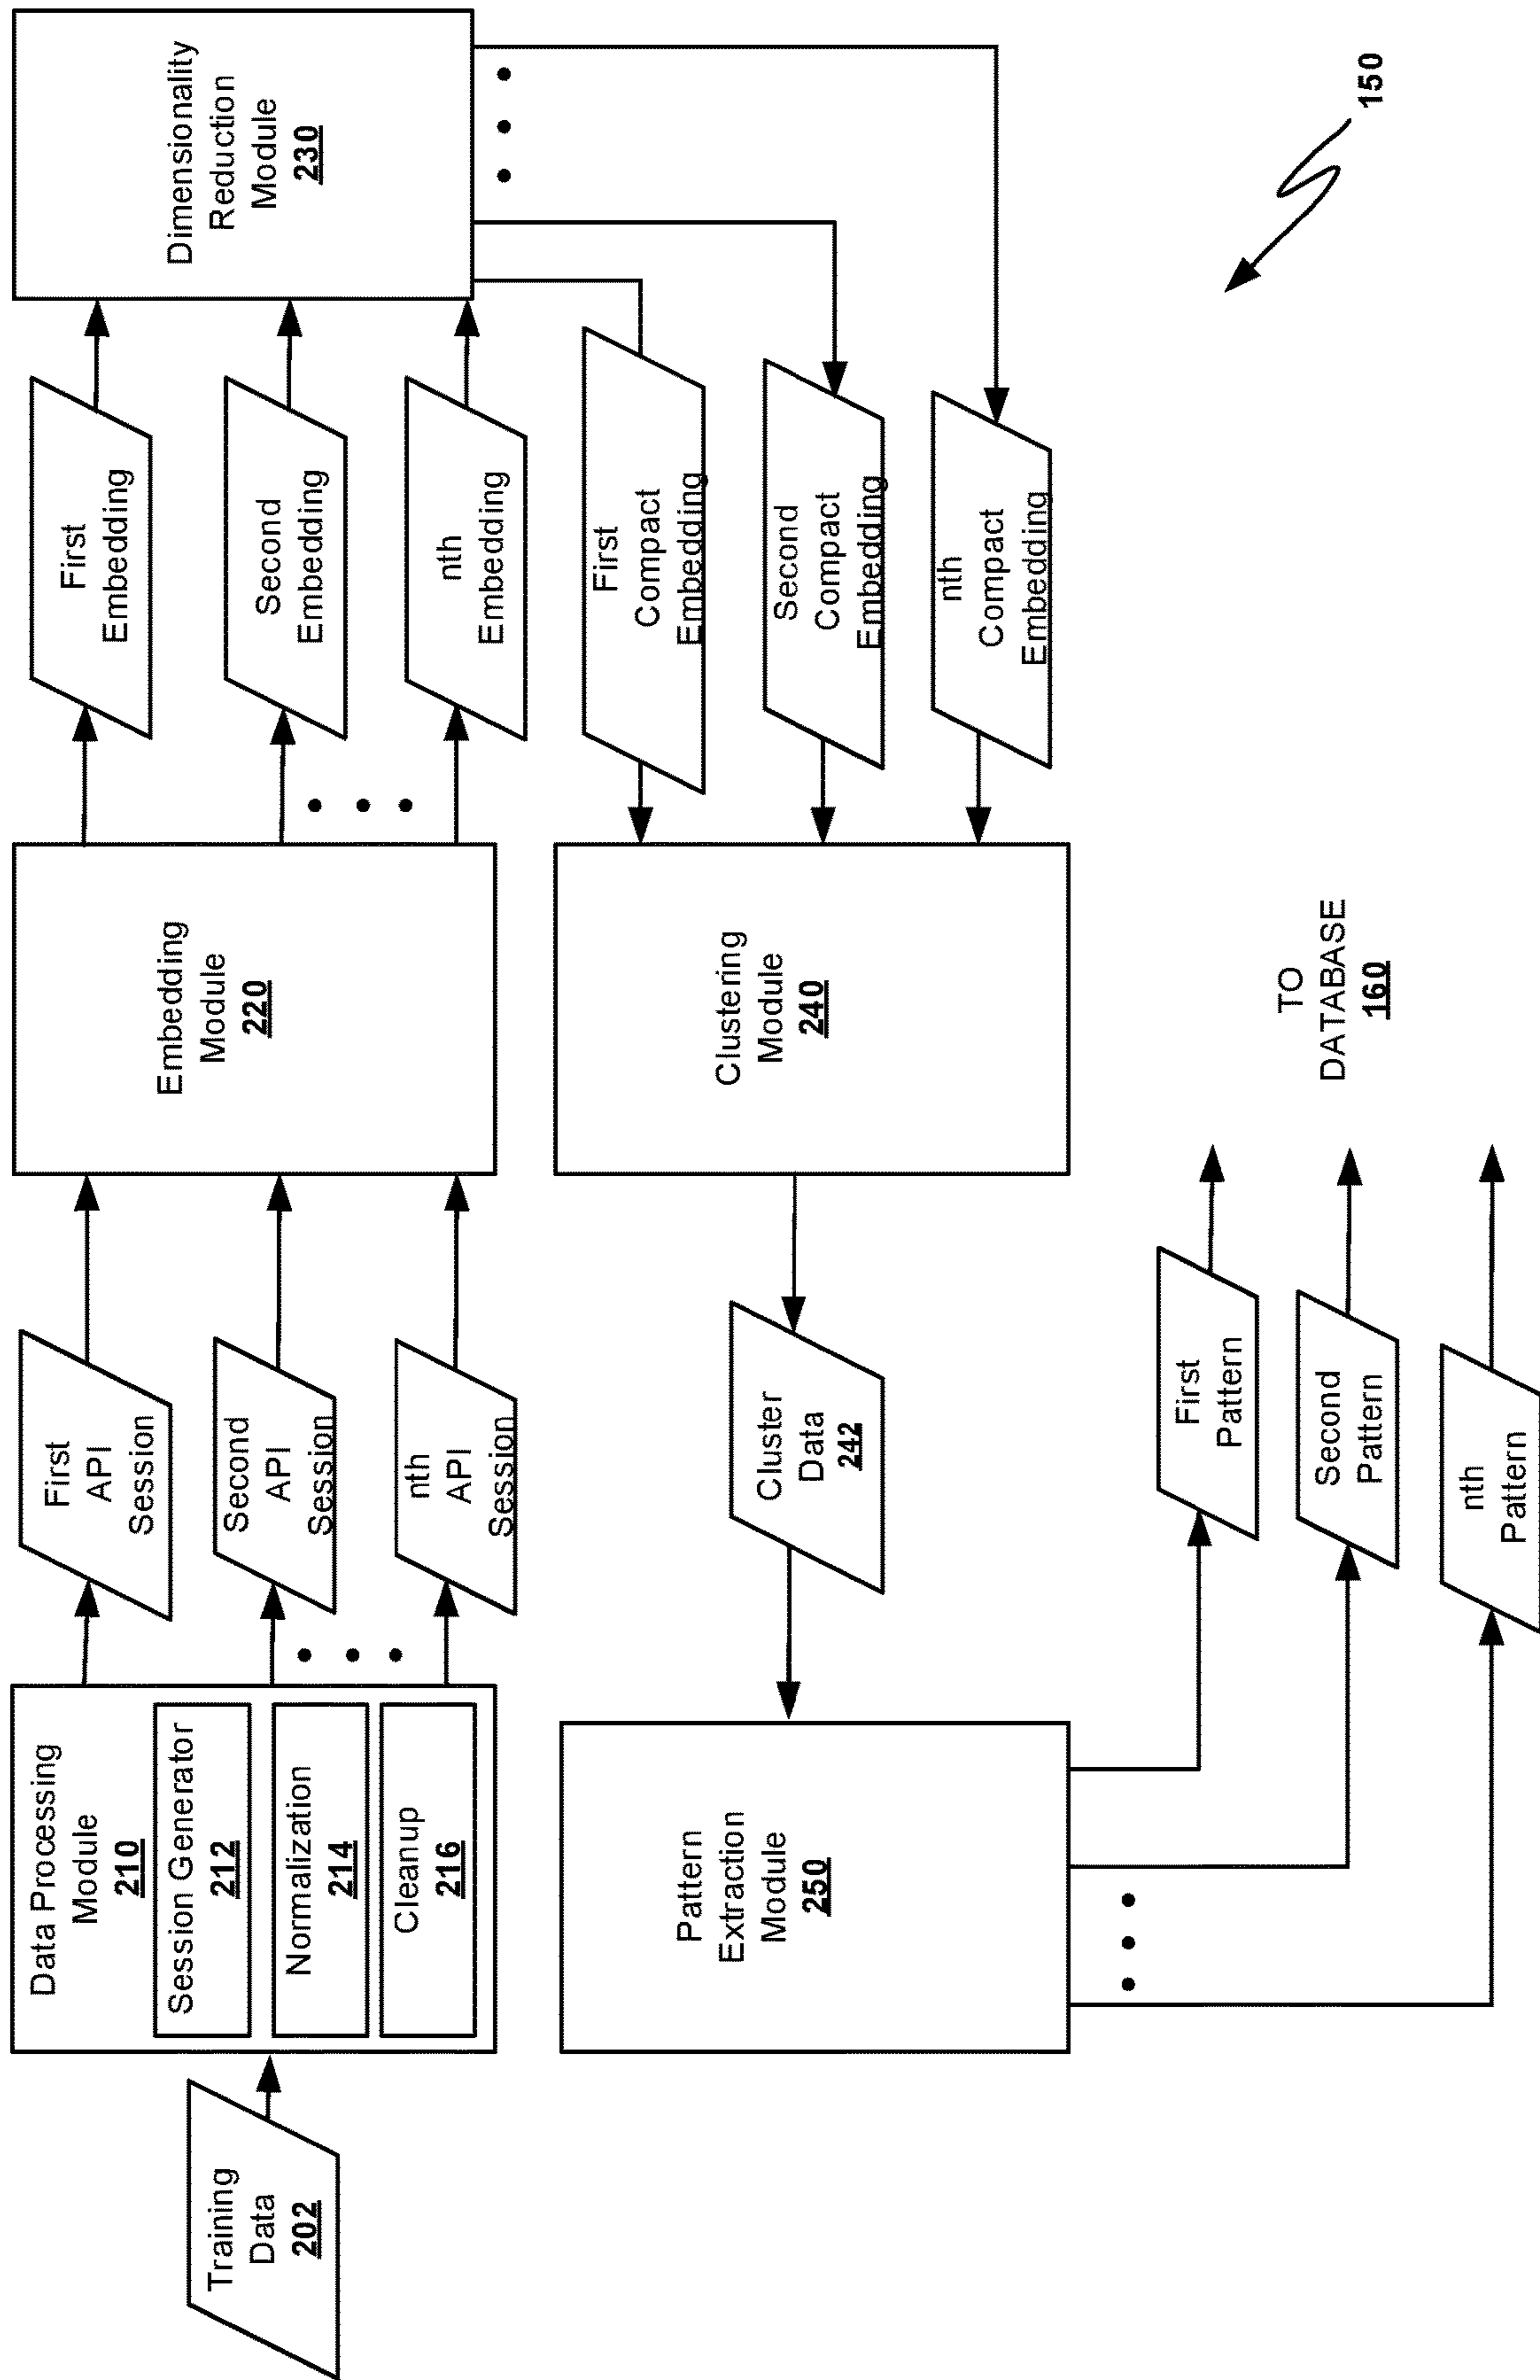 Training
Data
202
Data Processing
Module
210
Session Generator
212
Normalization
214
Cleanup
216
First
API
Session
Second
API
Session
nth
API
Session
Embedding
Module
220
First
Embedding
Second
Embedding
nth
Embedding
Dimensionality
Reduction
Module
230
First
Compact
Embedding
Second
Compact
Embedding
nth
Compact
Embedding
Clustering
Module
240
Cluster
Data
242
Pattern
Extraction
Module
250
First
Pattern
Second
Pattern
nth
Pattern
TO
DATABASE
160
150